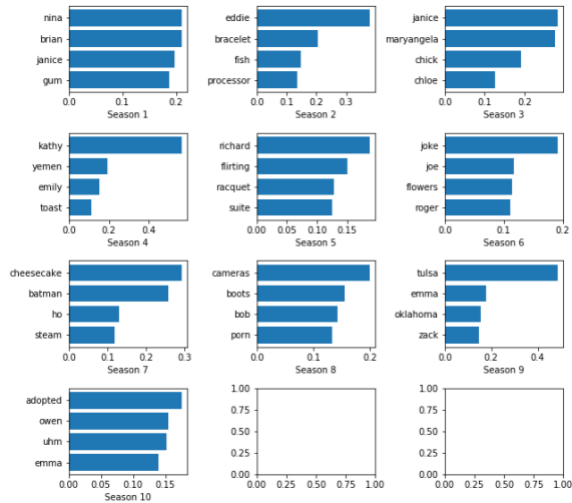 nina
brian
janice
gum
0.0 0.1 0.2
Season 1
eddie
bracelet
fish
processor
0.0 0.1 0.2 0.3
Season 2
janice
maryangela
chick
chloe
0.0 0.1 0.2
Season 3
kathy
yemen
emily
toast
0.0 0.2 0.4
Season 4
richard
flirting
racquet
suite
0.00 0.05 0.10 0.15
Season 5
joke
joe
flowers
roger
0.0 0.1 0.2
Season 6
cheesecake
batman
ho
steam
0.0 0.1 0.2 0.3
Season 7
cameras
boots
bob
porn
0.0 0.1 0.2
Season 8
tulsa
emma
oklahoma
zack
0.0 0.2 0.4
Season 9
adopted
owen
uhm
emma
0.00 0.05 0.10 0.15
Season 10
1.00
0.75
0.50
0.25
0.00
0.00 0.25 0.50 0.75 1.00
1.00
0.75
0.50
0.25
0.00
0.00 0.25 0.50 0.75 1.00